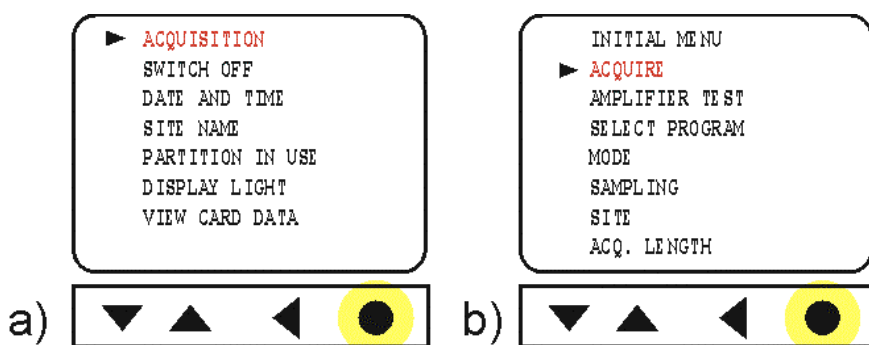 ACQUISITION
SWITCH OFF
DATE AND TIME
SITE NAME
PARTITION IN USE
DISPLAY LIGHT
VIEW CARD DATA
a)
INITIAL MENU
ACQUIRE
AMPLIFIER TEST
SELECT PROGRAM
MODE
SAMPLING
SITE
ACQ. LENGTH
b)